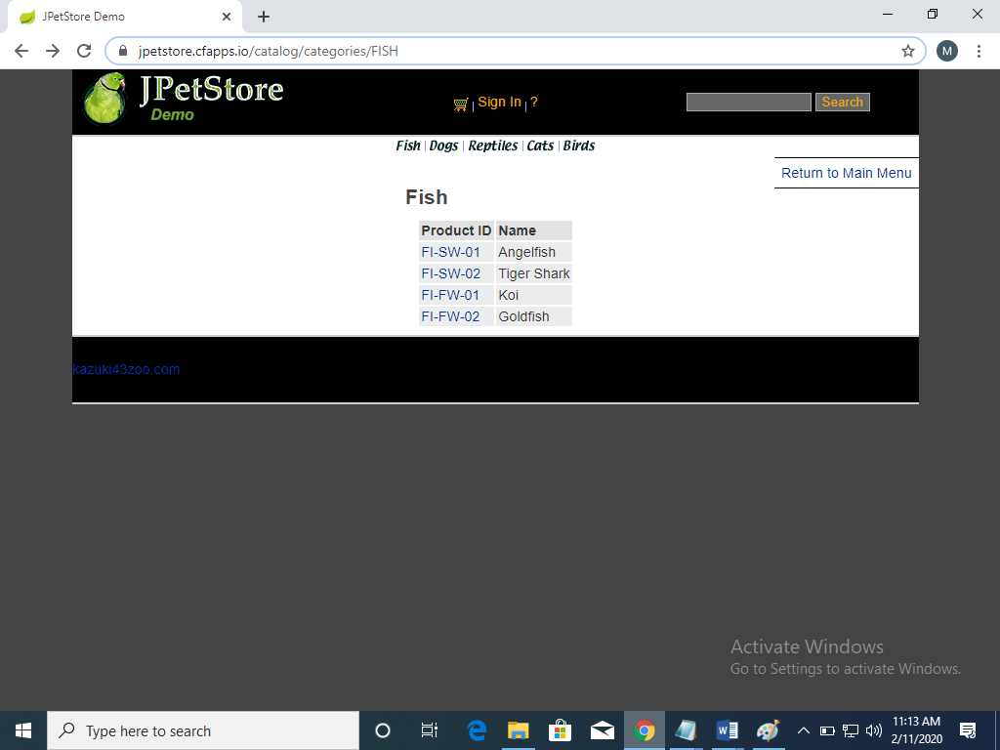 JPetStore Demo
jpetstore.cfapps.io/catalog/categories/FISH
M
JPetStore
Demo
Sign In | ?
Search
Fish | Dogs | Reptiles | Cats | Birds
Return to Main Menu
Fish
Product ID Name
FI-SW-01 Angelfish
FI-SW-02 Tiger Shark
FI-FW-01 Koi
FI-FW-02 Goldfish
kazuki43zoo.com
Activate Windows
Go to Settings to activate Windows.
Type here to search
11:13 AM
2/11/2020